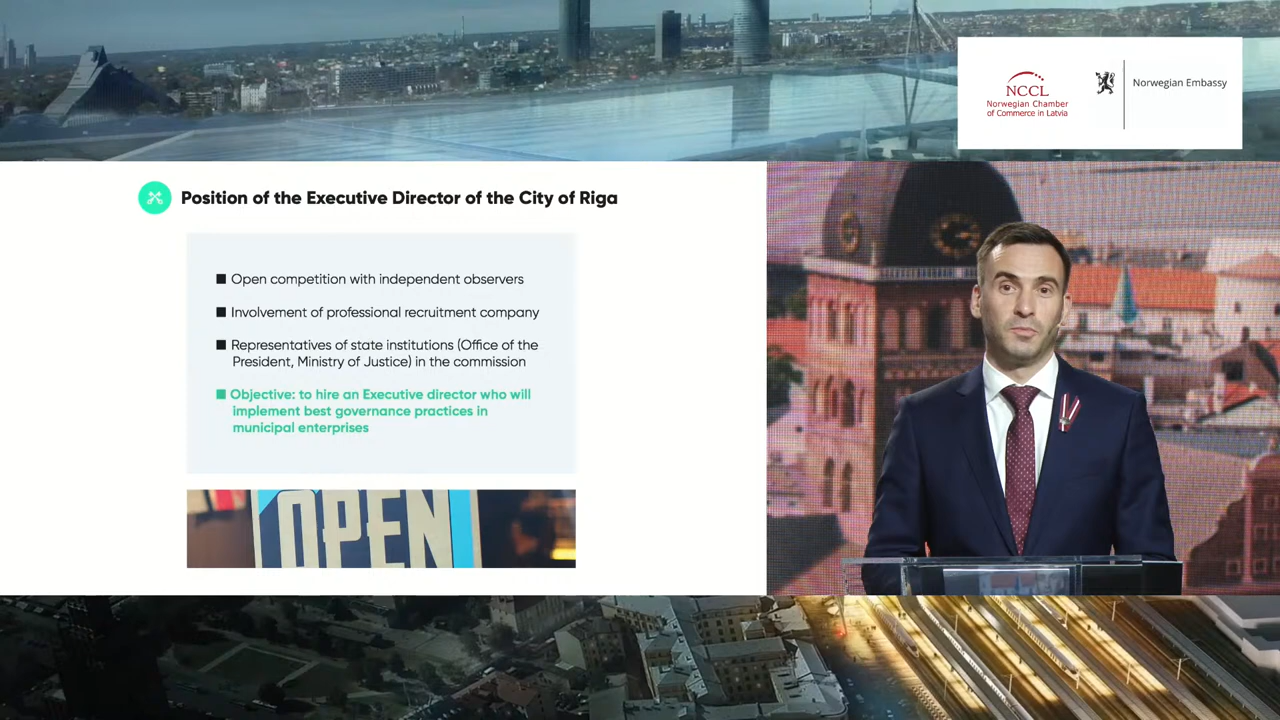 NCCL
Norwegian Chamber
of Commerce in Latvia
Norwegian Embassy
Position of the Executive Director of the City of Riga
■ Open competition with independent observers
■ Involvement of professional recruitment company
■ Representatives of state institutions (Office of the
President, Ministry of Justice) in the commission
■ Objective: to hire an Executive director who will
implement best governance practices in
municipal enterprises
OPEN